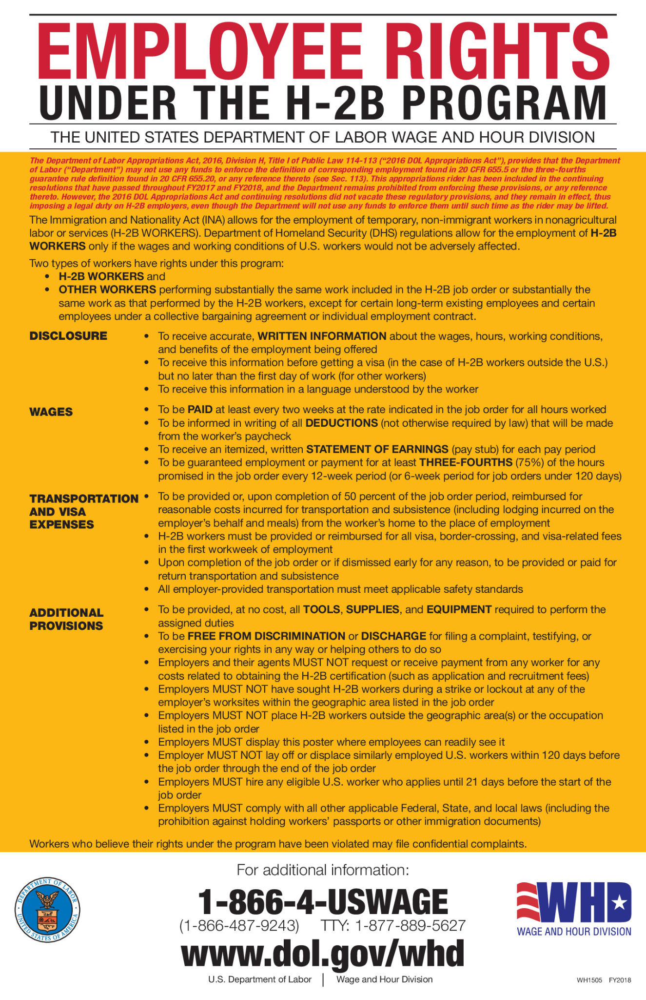 EMPLOYEE RIGHTS
UNDER THE H-2B PROGRAM
THE UNITED STATES DEPARTMENT OF LABOR WAGE AND HOUR DIVISION
The Department of Labor Appropriations Act, 2016, Division H, Title I of Public Law 114-113 (“2016 DOL Appropriations Act”), provides that the Department
of Labor (“Department”) may not use any funds to enforce the definition of corresponding employment found in 20 CFR 655.5 or the three-fourths
guarantee rule definition found in 20 CFR 655.20, or any reference thereto (see Sec. 113). This appropriations rider has been included in the continuing
resolutions that have passed throughout FY2017 and FY2018, and the Department remains prohibited from enforcing these provisions, or any reference
thereto. However, the 2016 DOL Appropriations Act and continuing resolutions did not vacate these regulatory provisions, and they remain in effect, thus
imposing a legal duty on H-2B employers, even though the Department will not use any funds to enforce them until such time as the rider may be lifted.
The Immigration and Nationality Act (INA) allows for the employment of temporary, non-immigrant workers in nonagricultural
labor or services (H-2B WORKERS). Department of Homeland Security (DHS) regulations allow for the employment of H-2B
WORKERS only if the wages and working conditions of U.S. workers would not be adversely affected.
Two types of workers have rights under this program:
• H-2B WORKERS and
• OTHER WORKERS performing substantially the same work included in the H-2B job order or substantially the
same work as that performed by the H-2B workers, except for certain long-term existing employees and certain
employees under a collective bargaining agreement or individual employment contract.
DISCLOSURE
• To receive accurate, WRITTEN INFORMATION about the wages, hours, working conditions,
and benefits of the employment being offered
• To receive this information before getting a visa (in the case of H-2B workers outside the U.S.)
but no later than the first day of work (for other workers)
• To receive this information in a language understood by the worker
WAGES
• To be PAID at least every two weeks at the rate indicated in the job order for all hours worked
• To be informed in writing of all DEDUCTIONS (not otherwise required by law) that will be made
from the worker’s paycheck
• To receive an itemized, written STATEMENT OF EARNINGS (pay stub) for each pay period
• To be guaranteed employment or payment for at least THREE-FOURTHS (75%) of the hours
promised in the job order every 12-week period (or 6-week period for job orders under 120 days)
TRANSPORTATION
AND VISA
EXPENSES
• To be provided or, upon completion of 50 percent of the job order period, reimbursed for
reasonable costs incurred for transportation and subsistence (including lodging incurred on the
employer’s behalf and meals) from the worker’s home to the place of employment
• H-2B workers must be provided or reimbursed for all visa, border-crossing, and visa-related fees
in the first workweek of employment
• Upon completion of the job order or if dismissed early for any reason, to be provided or paid for
return transportation and subsistence
• All employer-provided transportation must meet applicable safety standards
ADDITIONAL
PROVISIONS
• To be provided, at no cost, all TOOLS, SUPPLIES, and EQUIPMENT required to perform the
assigned duties
• To be FREE FROM DISCRIMINATION or DISCHARGE for filing a complaint, testifying, or
exercising your rights in any way or helping others to do so
• Employers and their agents MUST NOT request or receive payment from any worker for any
costs related to obtaining the H-2B certification (such as application and recruitment fees)
• Employers MUST NOT have sought H-2B workers during a strike or lockout at any of the
employer’s worksites within the geographic area listed in the job order
• Employers MUST NOT place H-2B workers outside the geographic area(s) or the occupation
listed in the job order
• Employers MUST display this poster where employees can readily see it
• Employer MUST NOT lay off or displace similarly employed U.S. workers within 120 days before
the job order through the end of the job order
• Employers MUST hire any eligible U.S. worker who applies until 21 days before the start of the
job order
• Employers MUST comply with all other applicable Federal, State, and local laws (including the
prohibition against holding workers’ passports or other immigration documents)
Workers who believe their rights under the program have been violated may file confidential complaints.
For additional information:
1-866-4-USWAGE
(1-866-487-9243) TTY: 1-877-889-5627
www.dol.gov/whd
U.S. Department of Labor | Wage and Hour Division
DEPARTMENT OF LABOR
UNITED STATES OF AMERICA
WHD
WAGE AND HOUR DIVISION
WH1505 FY2018